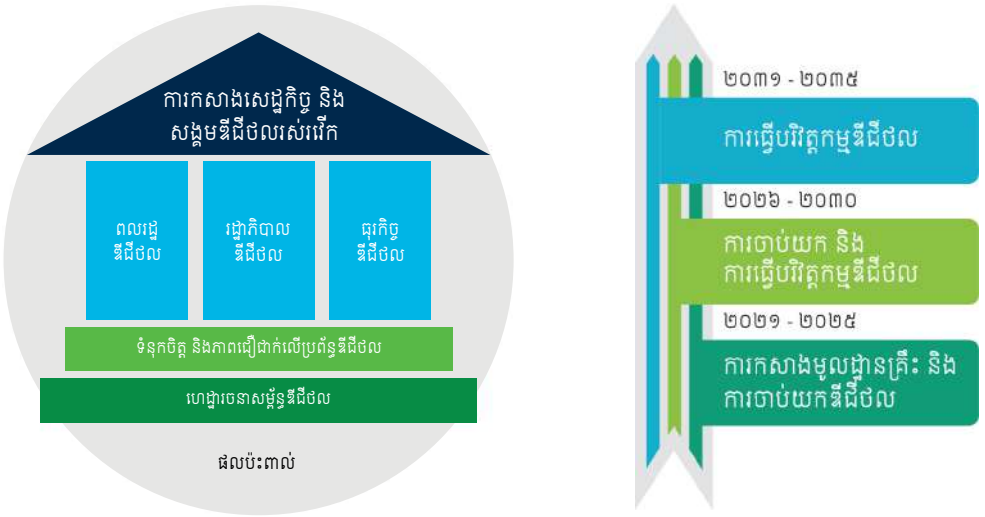 ការកសាងសេដ្ឋកិច្ច និង
សង្គមឌីជីថលរស់រវើក
ពលរដ្ឋ
ឌីជីថល
រដ្ឋាភិបាល
ឌីជីថល
ធុរកិច្ច
ឌីជីថល
ទំនុកចិត្ត និងភាពជឿជាក់លើប្រព័ន្ធឌីជីថល
ហេដ្ឋារចនាសម្ព័ន្ធឌីជីថល
ផលប៉ះពាល់
២០៣១ - ២០៣៥
ការធ្វើបរិវត្តកម្មឌីជីថល
២០២៦ - ២០៣០
ការចាប់យក និង
ការធ្វើបរិវត្តកម្មឌីជីថល
២០២១ - ២០២៥
ការកសាងមូលដ្ឋានគ្រឹះ និង
ការចាប់យកឌីជីថល